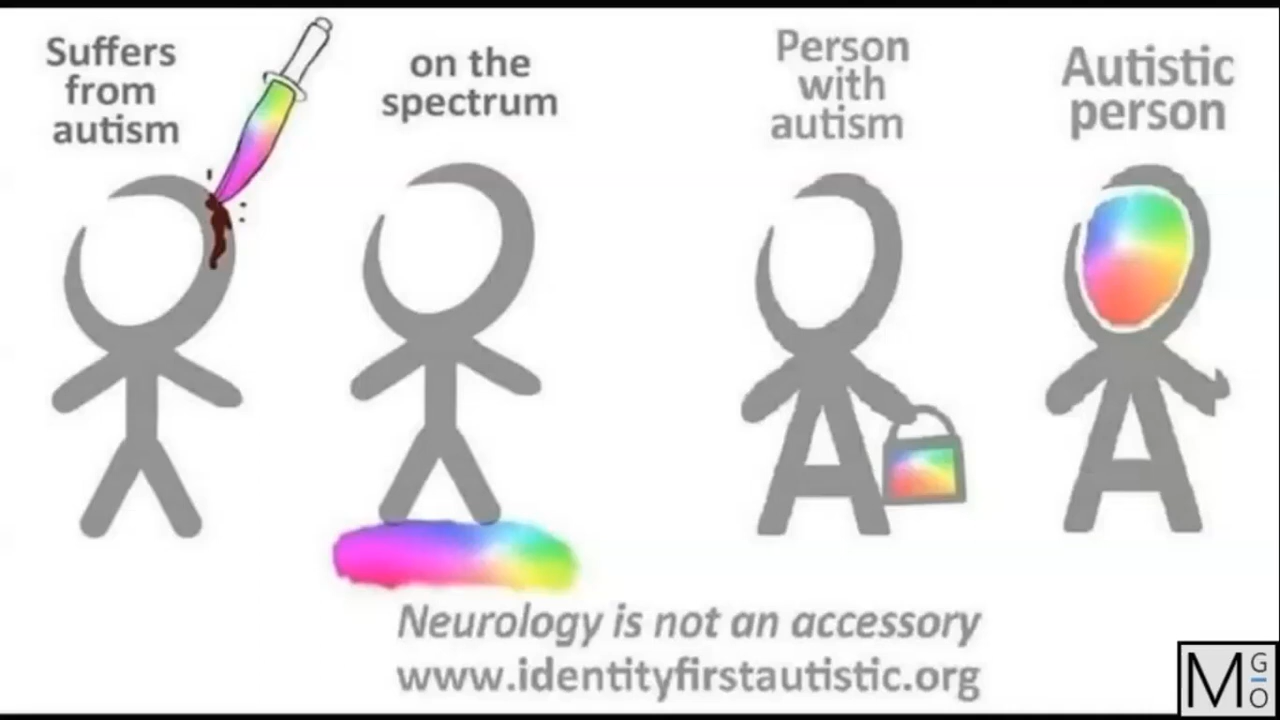 Suffers
from
autism
on the
spectrum
Person
with
autism
Autistic
person
Neurology is not an accessory
www.identityfirstautistic.org
M G O